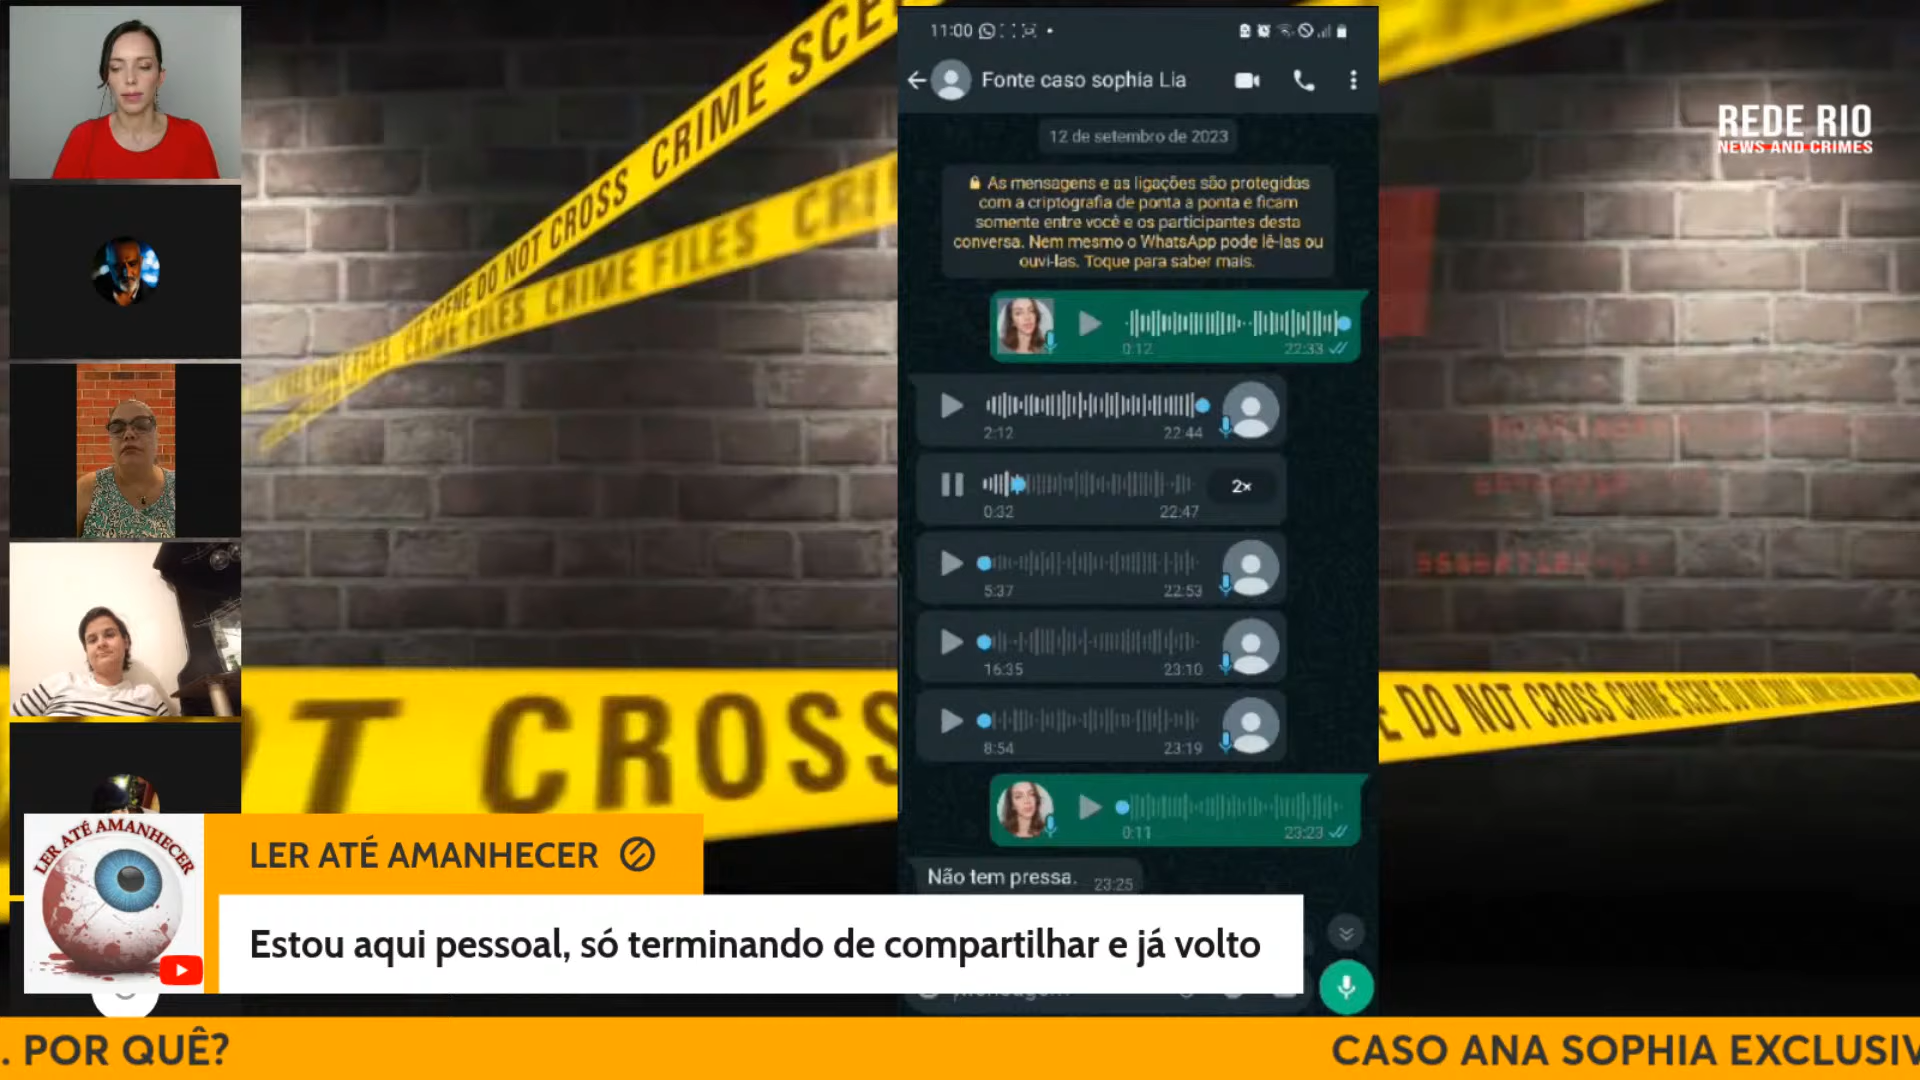 SCENE DO NOT CROSS CRIME SCE
CRIME FILES CRIME FILES CRI
11:00
Fonte caso sophia Lia
12 de setembro de 2023
As mensagens e as ligações são protegidas
com a criptografia de ponta a ponta e ficam
somente entre você e os participantes desta
conversa. Nem mesmo o WhatsApp pode lê-las ou
ouvi-las. Toque para saber mais.
0:12 22:33
2:12 22:44
2×
0:32 22:47
5:37 22:53
16:35 23:10
8:54 23:19
0:11 23:23
Não tem pressa. 23:25
REDE RIO
NEWS AND CRIMES
T CROSS
E DO NOT CROSS CRIME SCENE DO NOT CROSS
LER ATÉ AMANHECER
LER ATÉ AMANHECER
Estou aqui pessoal, só terminando de compartilhar e já volto
. POR QUÊ?
CASO ANA SOPHIA EXCLUSIV